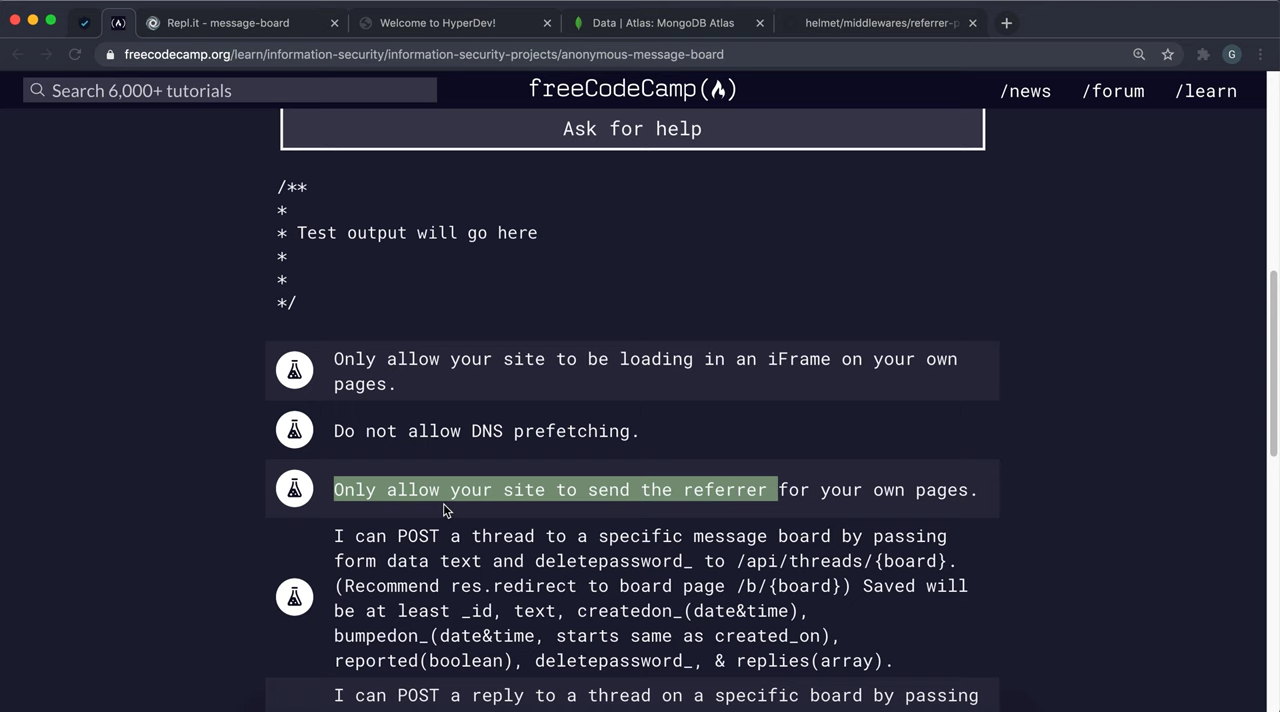 Repl.it - message-board
Welcome to HyperDev!
Data | Atlas: MongoDB Atlas
helmet/middlewares/referrer-p
freecodecamp.org/learn/information-security/information-security-projects/anonymous-message-board
G
Search 6,000+ tutorials
freeCodeCamp
/news
/forum
/learn
Ask for help
/**
*
* Test output will go here
*
*
*/
Only allow your site to be loading in an iFrame on your own
pages.
Do not allow DNS prefetching.
Only allow your site to send the referrer for your own pages.
I can POST a thread to a specific message board by passing
form data text and deletepassword_ to /api/threads/{board}.
(Recommend res.redirect to board page /b/{board}) Saved will
be at least _id, text, createdon_(date&time),
bumpedon_(date&time, starts same as created_on),
reported(boolean), deletepassword_, & replies(array).
I can POST a reply to a thread on a specific board by passing